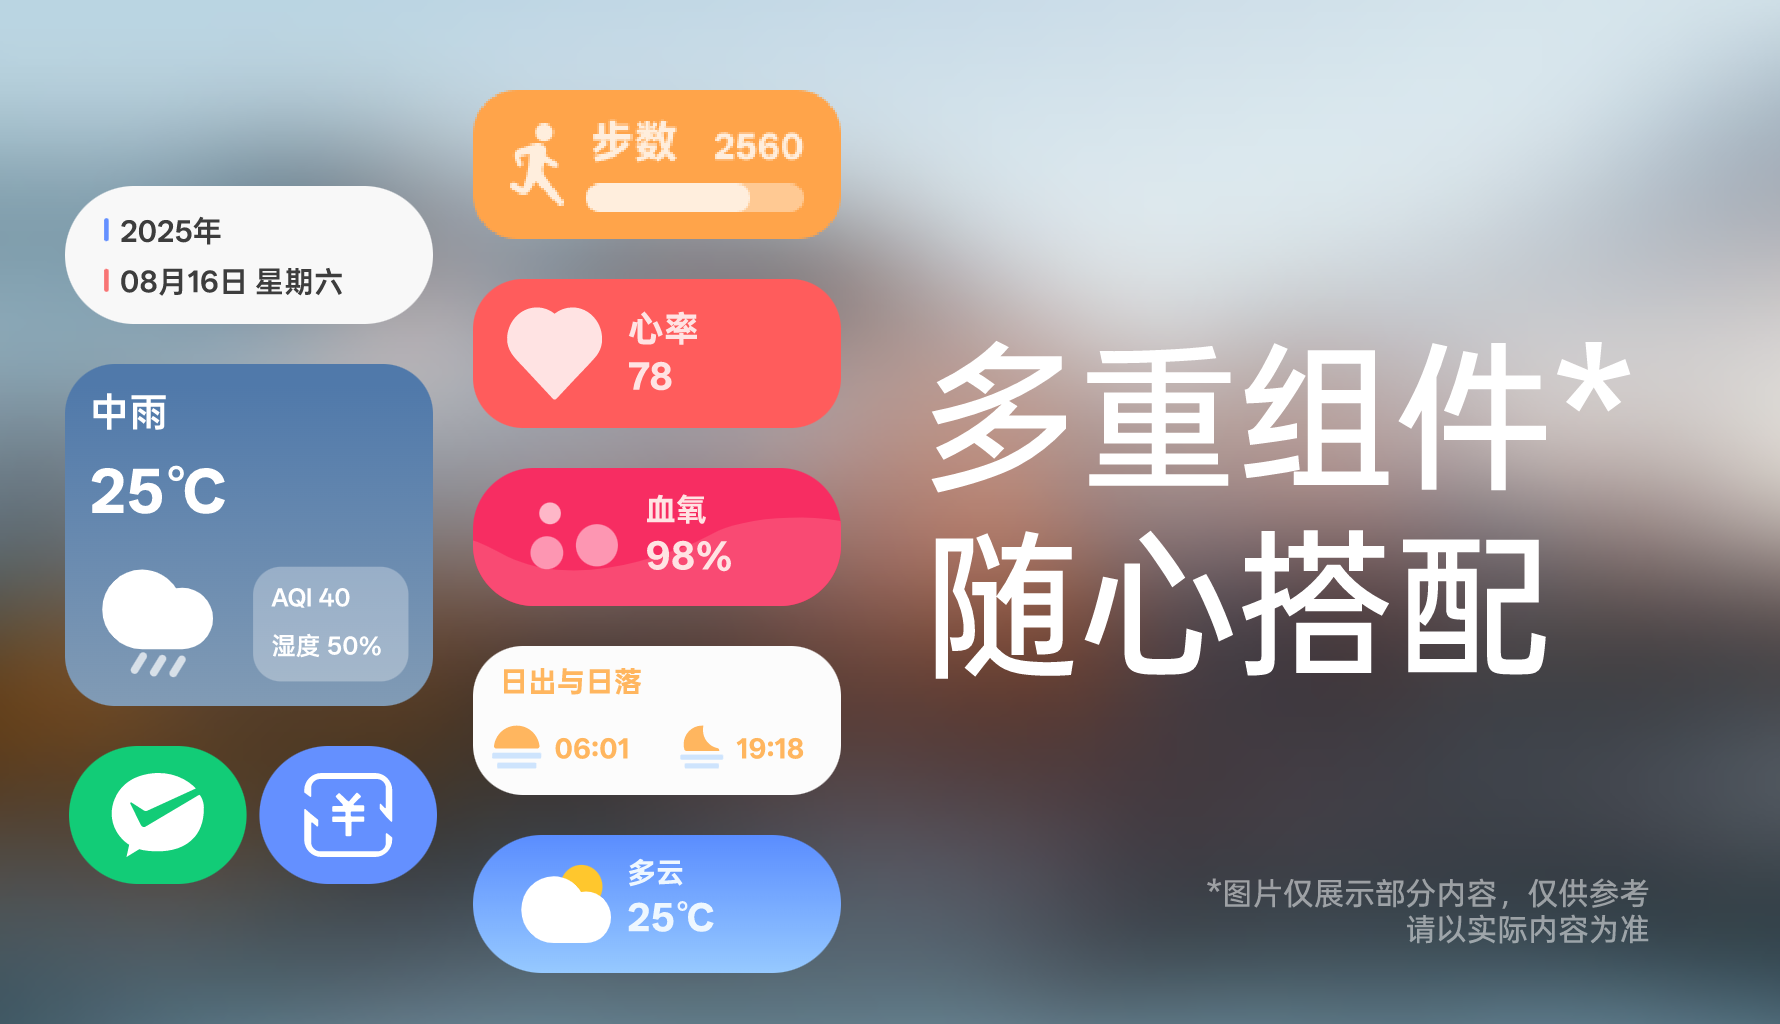 2025年
08月16日 星期六
中雨
25℃
AQI 40
湿度 50%
¥
步数 2560
心率
78
血氧
98%
日出与日落
06:01 19:18
多云
25℃
多重组件*
随心搭配
*图片仅展示部分内容，仅供参考
请以实际内容为准